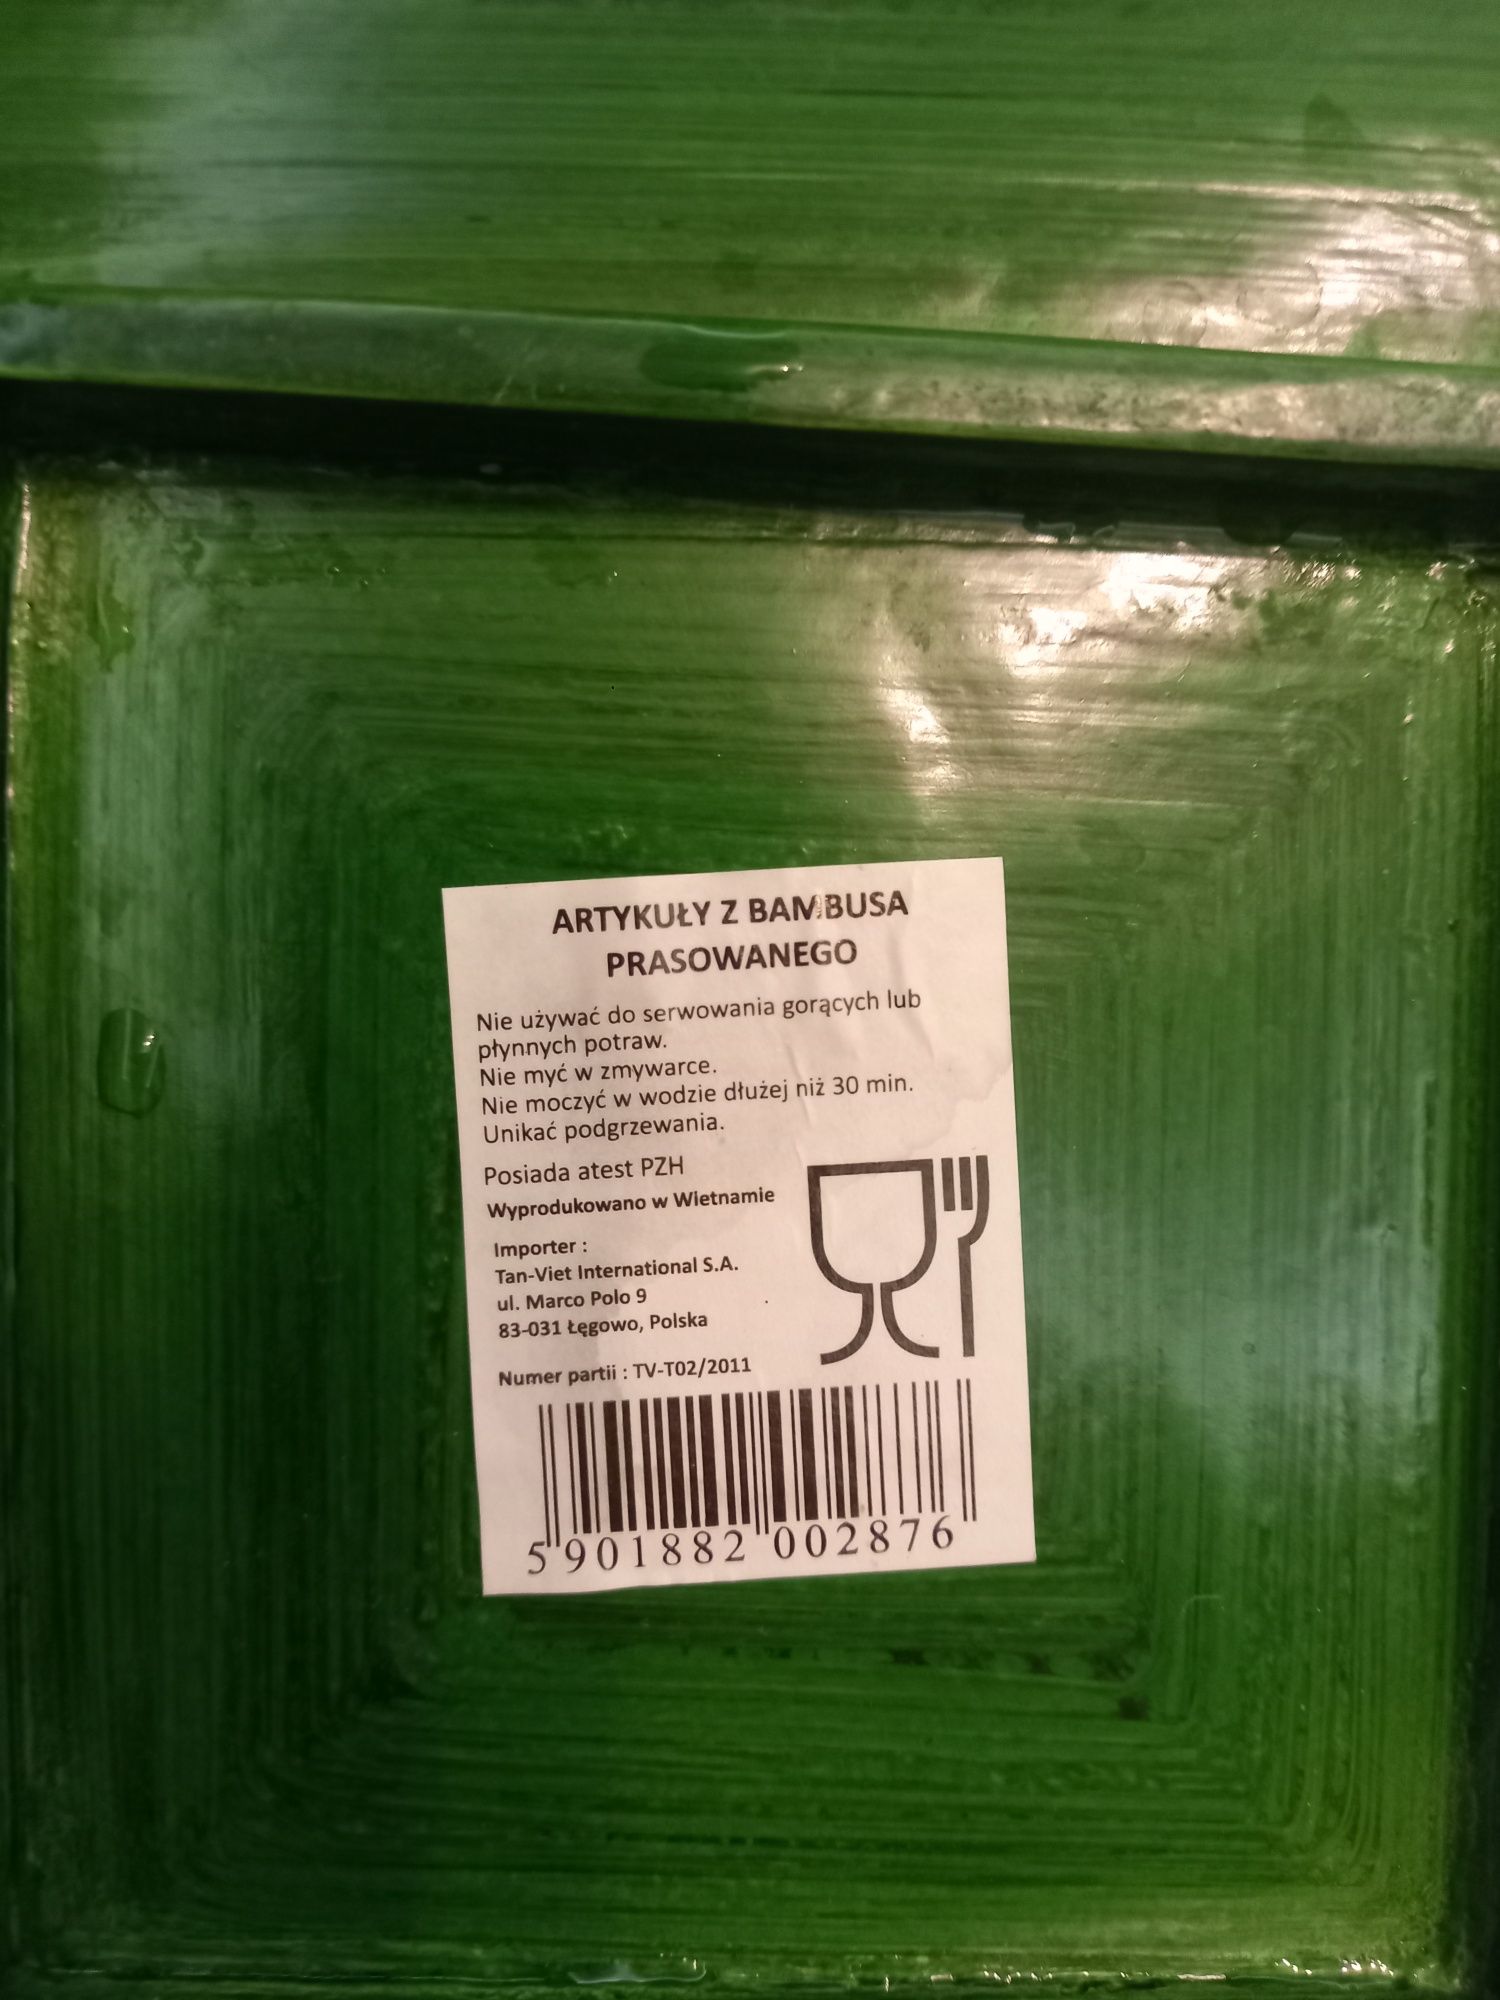 ARTYKUŁY Z BAMBUSA
PRASOWANEGO
Nie używać do serwowania gorących lub
płynnych potraw.
Nie myć w zmywarce.
Nie moczyć w wodzie dłużej niż 30 min.
Unikać podgrzewania.
Posiada atest PZH
Wyprodukowano w Wietnamie
Importer :
Tan-Viet International S.A.
ul. Marco Polo 9
83-031 Łęgowo, Polska
Numer partii : TV-T02/2011
5 901882 002876